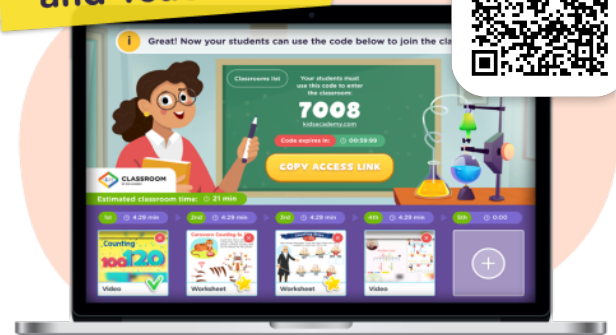 Great! Now your students can use the code below to join the cla
Classrooms list
Your students must
use this code to enter
the classroom
7008
kidsacademy.com
Code expires in: 00:59:99
COPY ACCESS LINK
CLASSROOM
Estimated classroom time: 21 min
1st 4:29 min 2nd 4:29 min 3rd 4:29 min 4th 4:29 min 5th 0:00
Counting
100 120
Video
Worksheet
Worksheet
Video